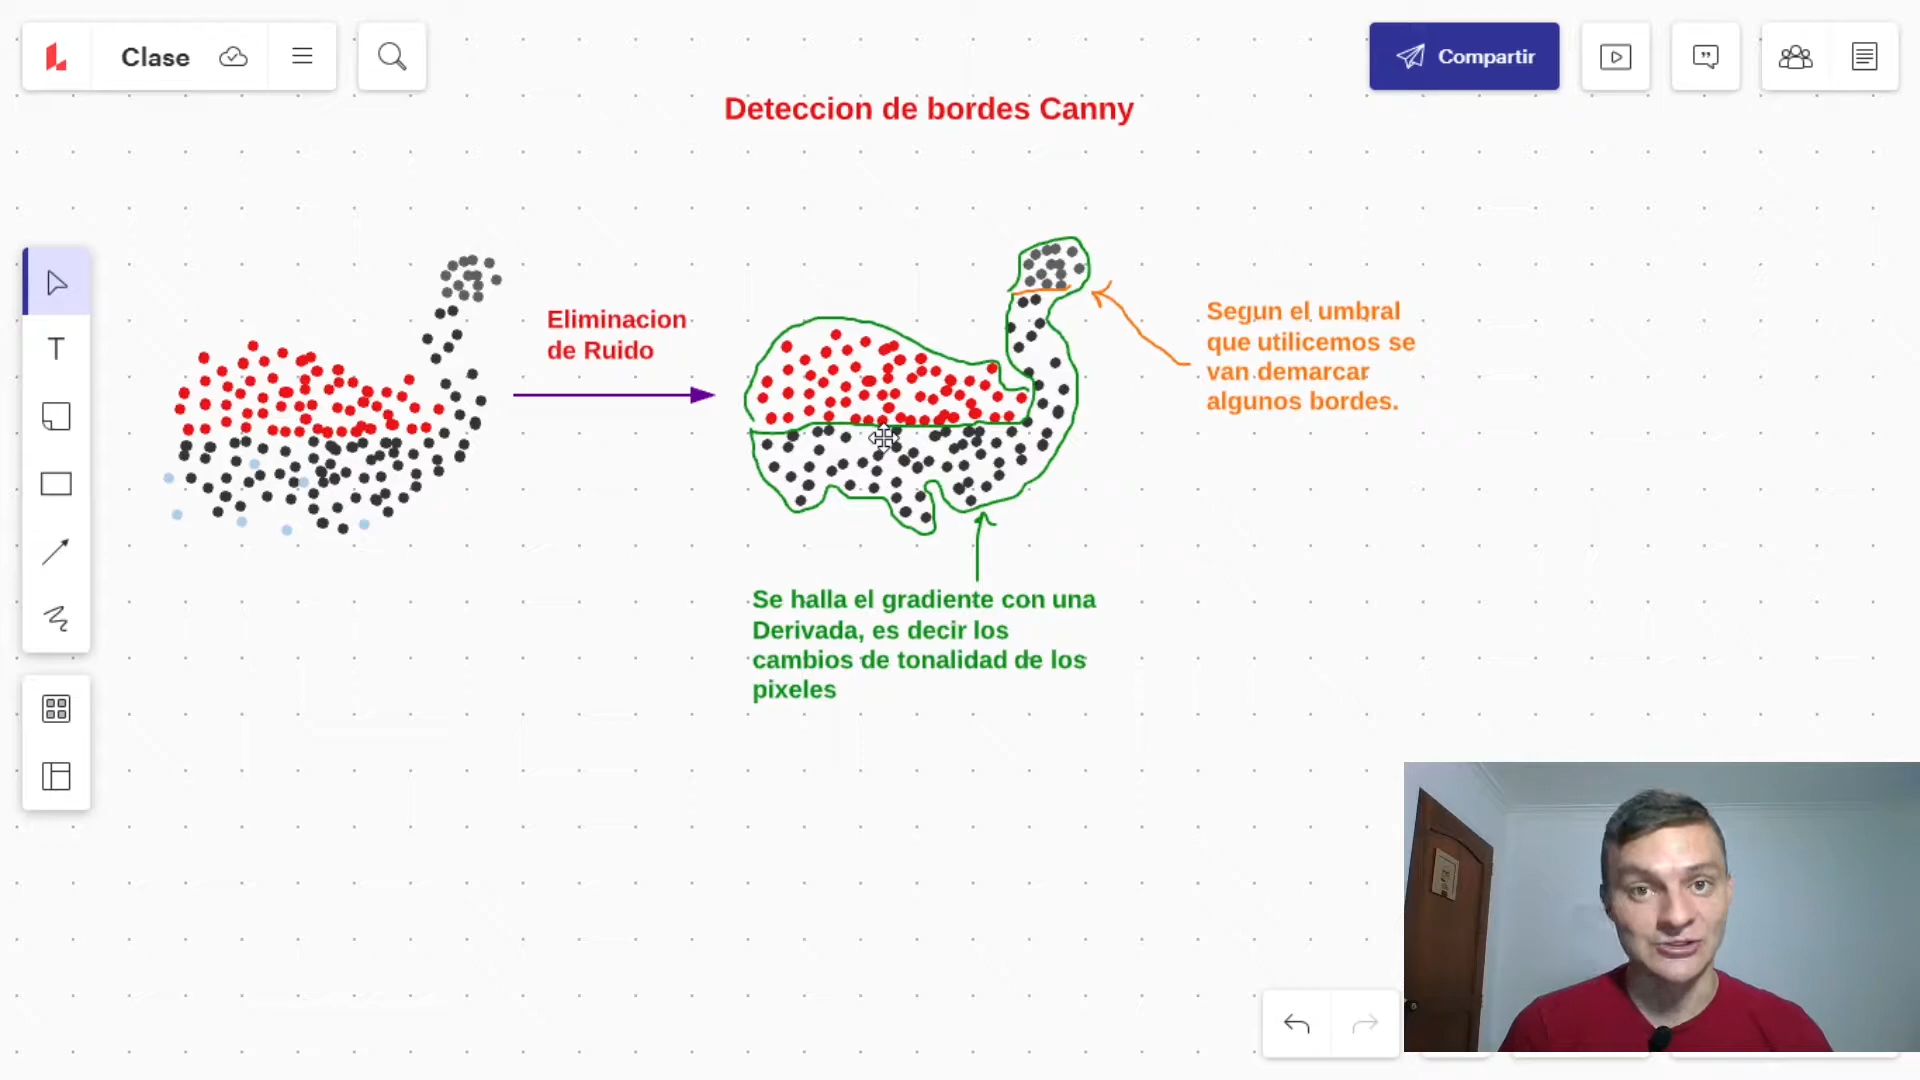 Clase
Compartir
Deteccion de bordes Canny
Eliminacion
de Ruido
Segun el umbral
que utilicemos se
van demarcar
algunos bordes.
Se halla el gradiente con una
Derivada, es decir los
cambios de tonalidad de los
pixeles
T